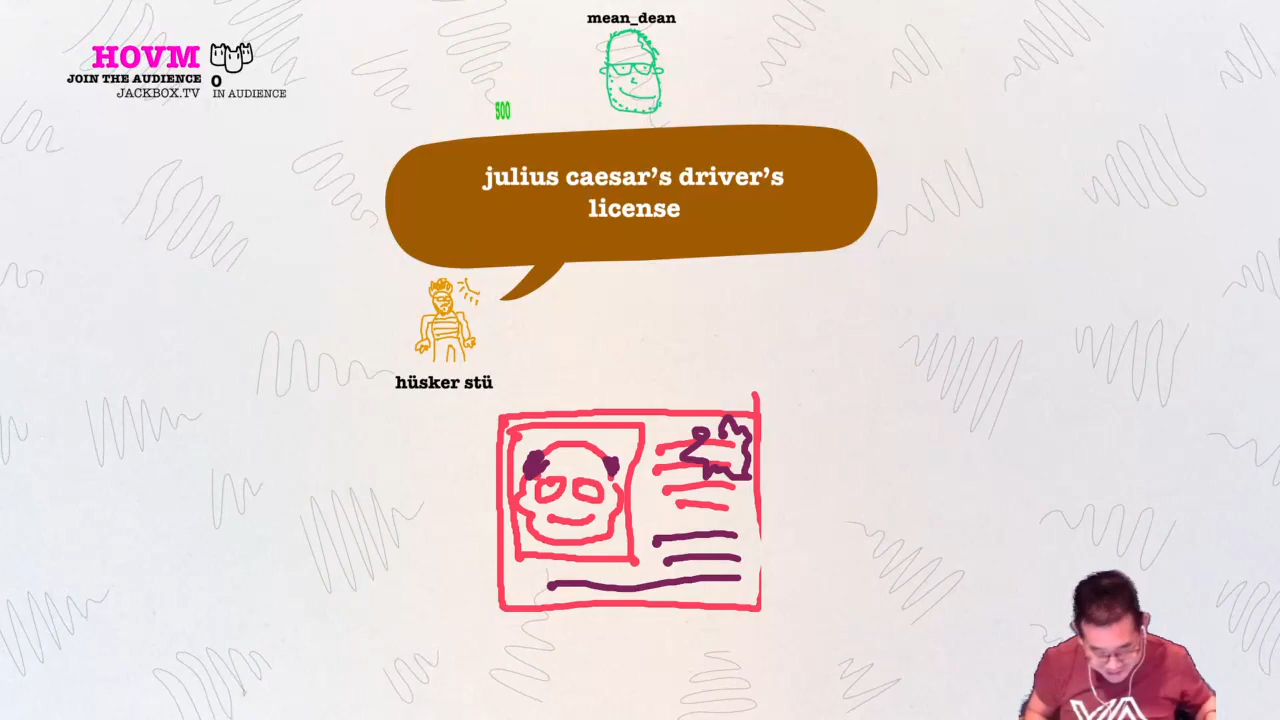 mean_dean
HOVM
JOIN THE AUDIENCE
JACKBOX.TV
0
IN AUDIENCE
500
julius caesar's driver's
license
hüsker stü